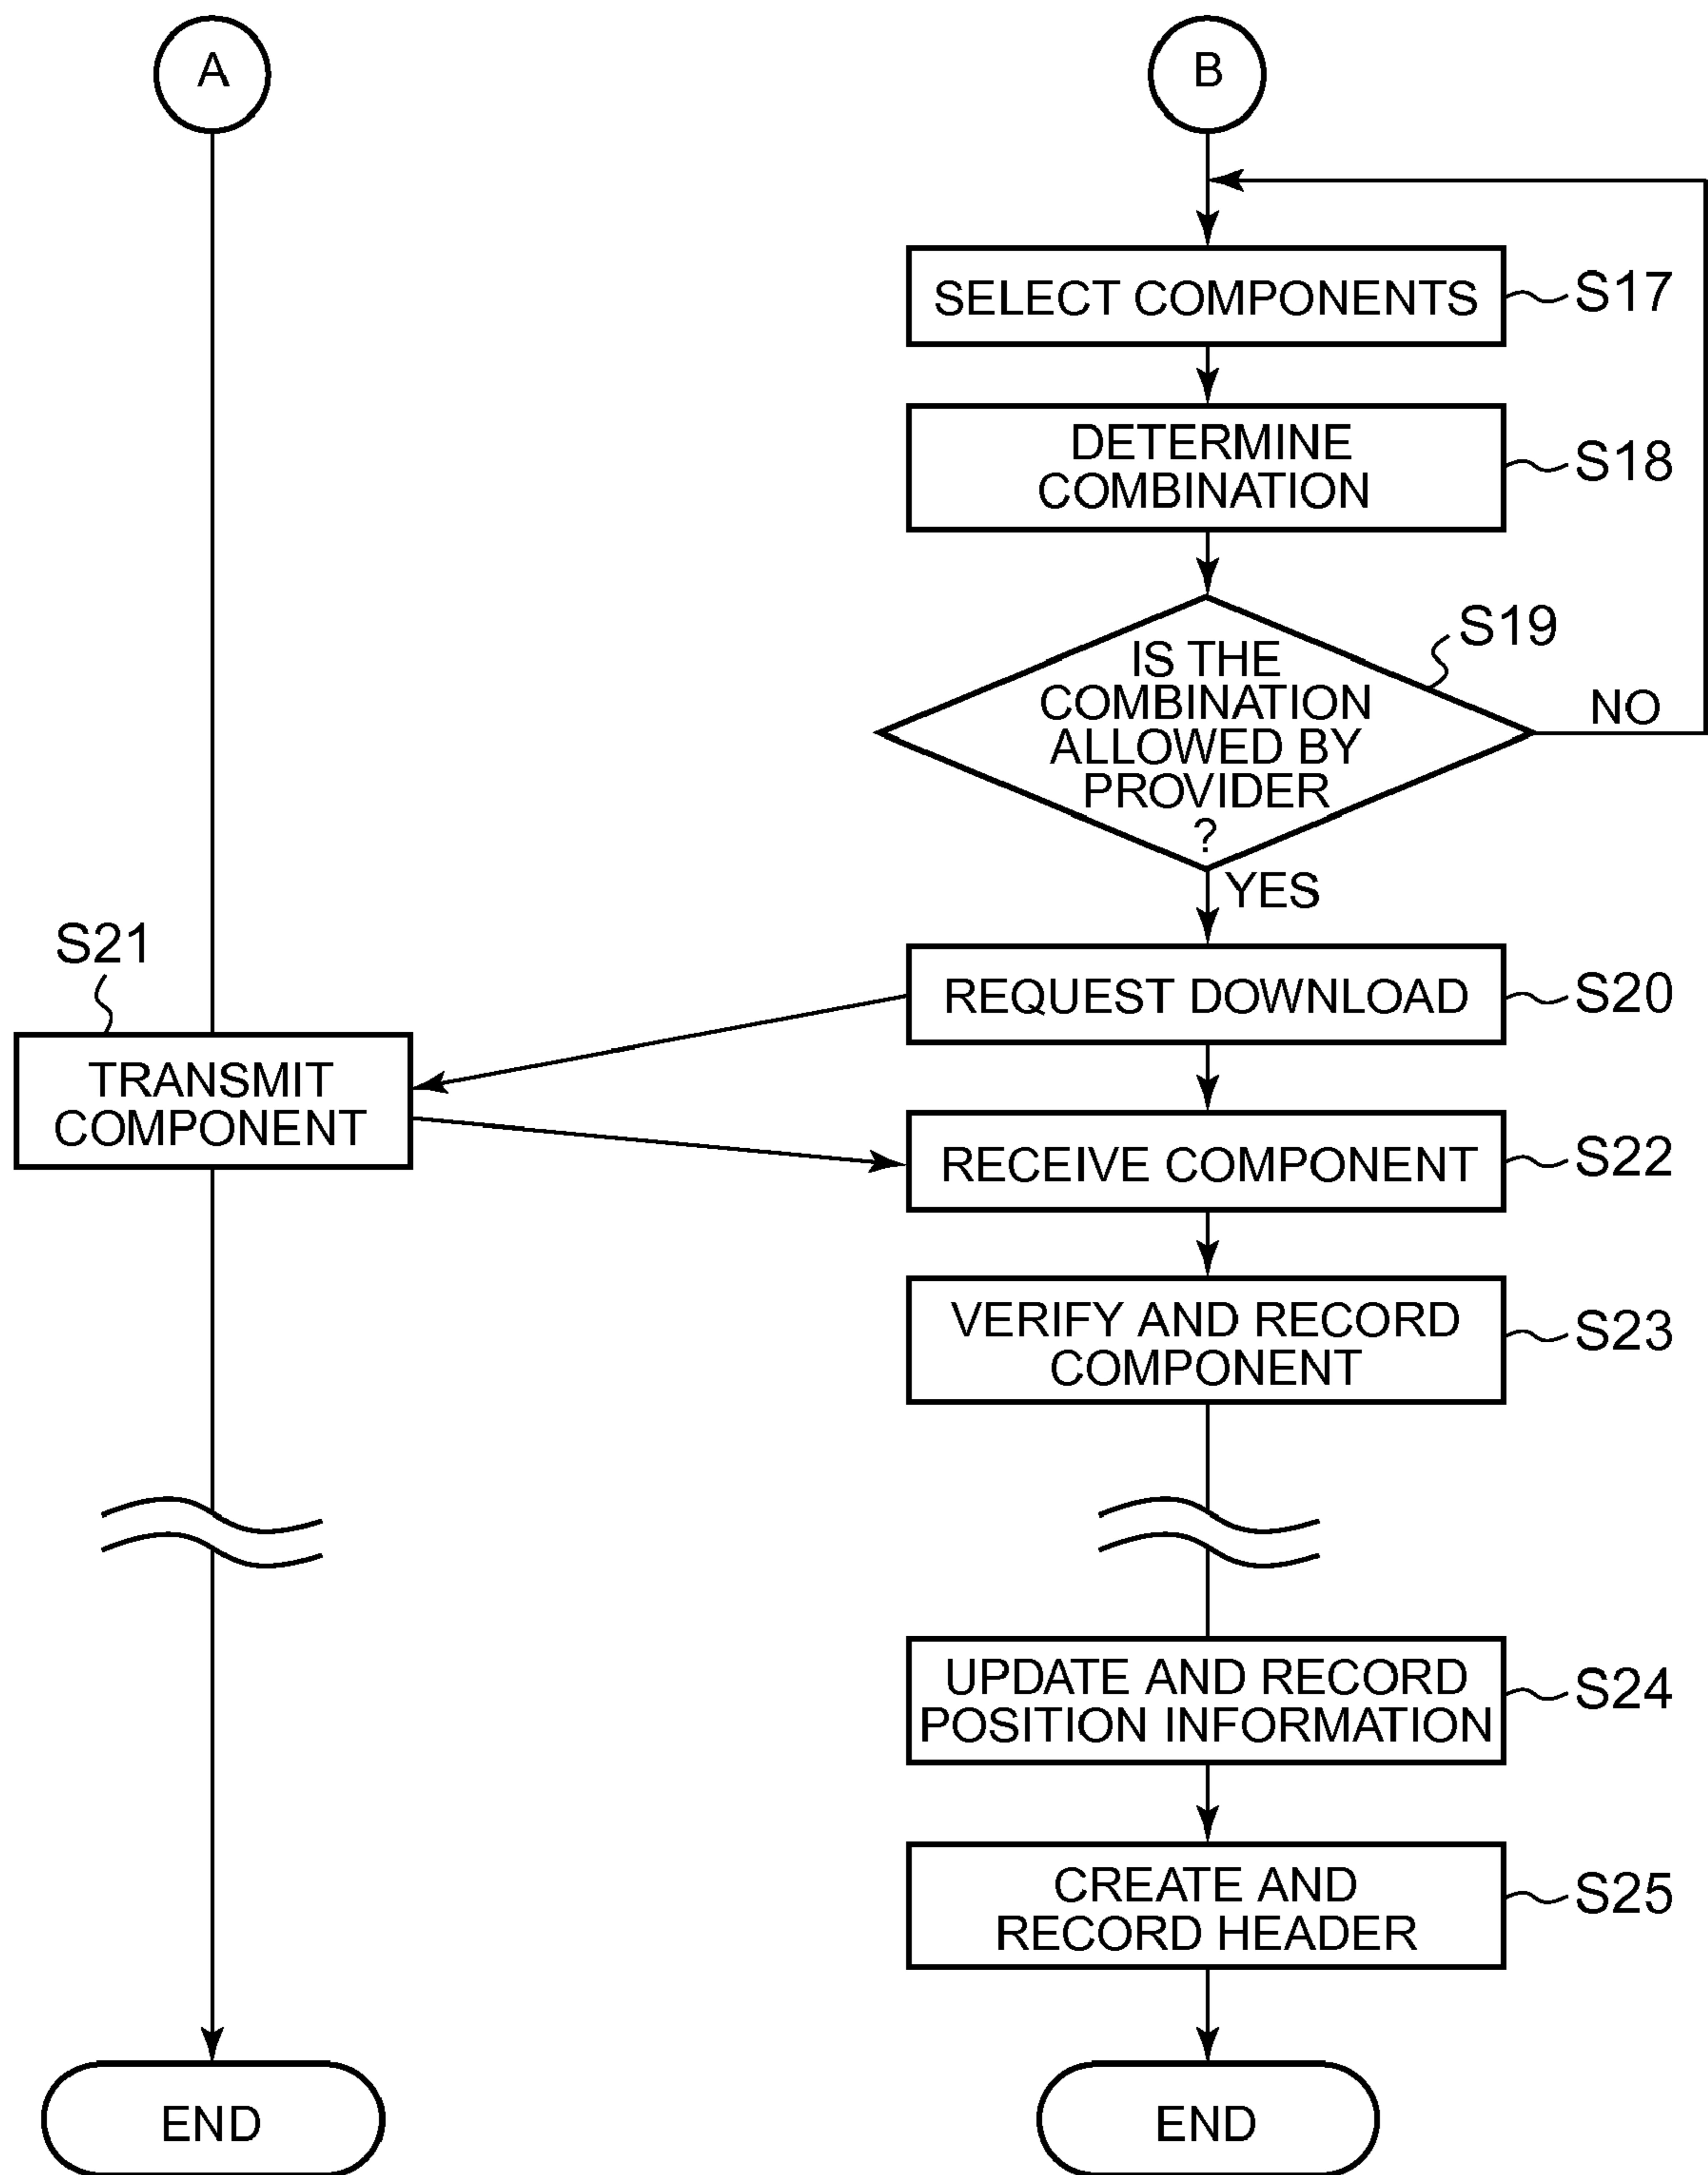 A
B
SELECT COMPONENTS
S17
DETERMINE
COMBINATION
S18
S19
IS THE
COMBINATION
ALLOWED BY
PROVIDER
?
NO
YES
S21
REQUEST DOWNLOAD
S20
TRANSMIT
COMPONENT
RECEIVE COMPONENT
S22
VERIFY AND RECORD
COMPONENT
S23
UPDATE AND RECORD
POSITION INFORMATION
S24
CREATE AND
RECORD HEADER
S25
END
END